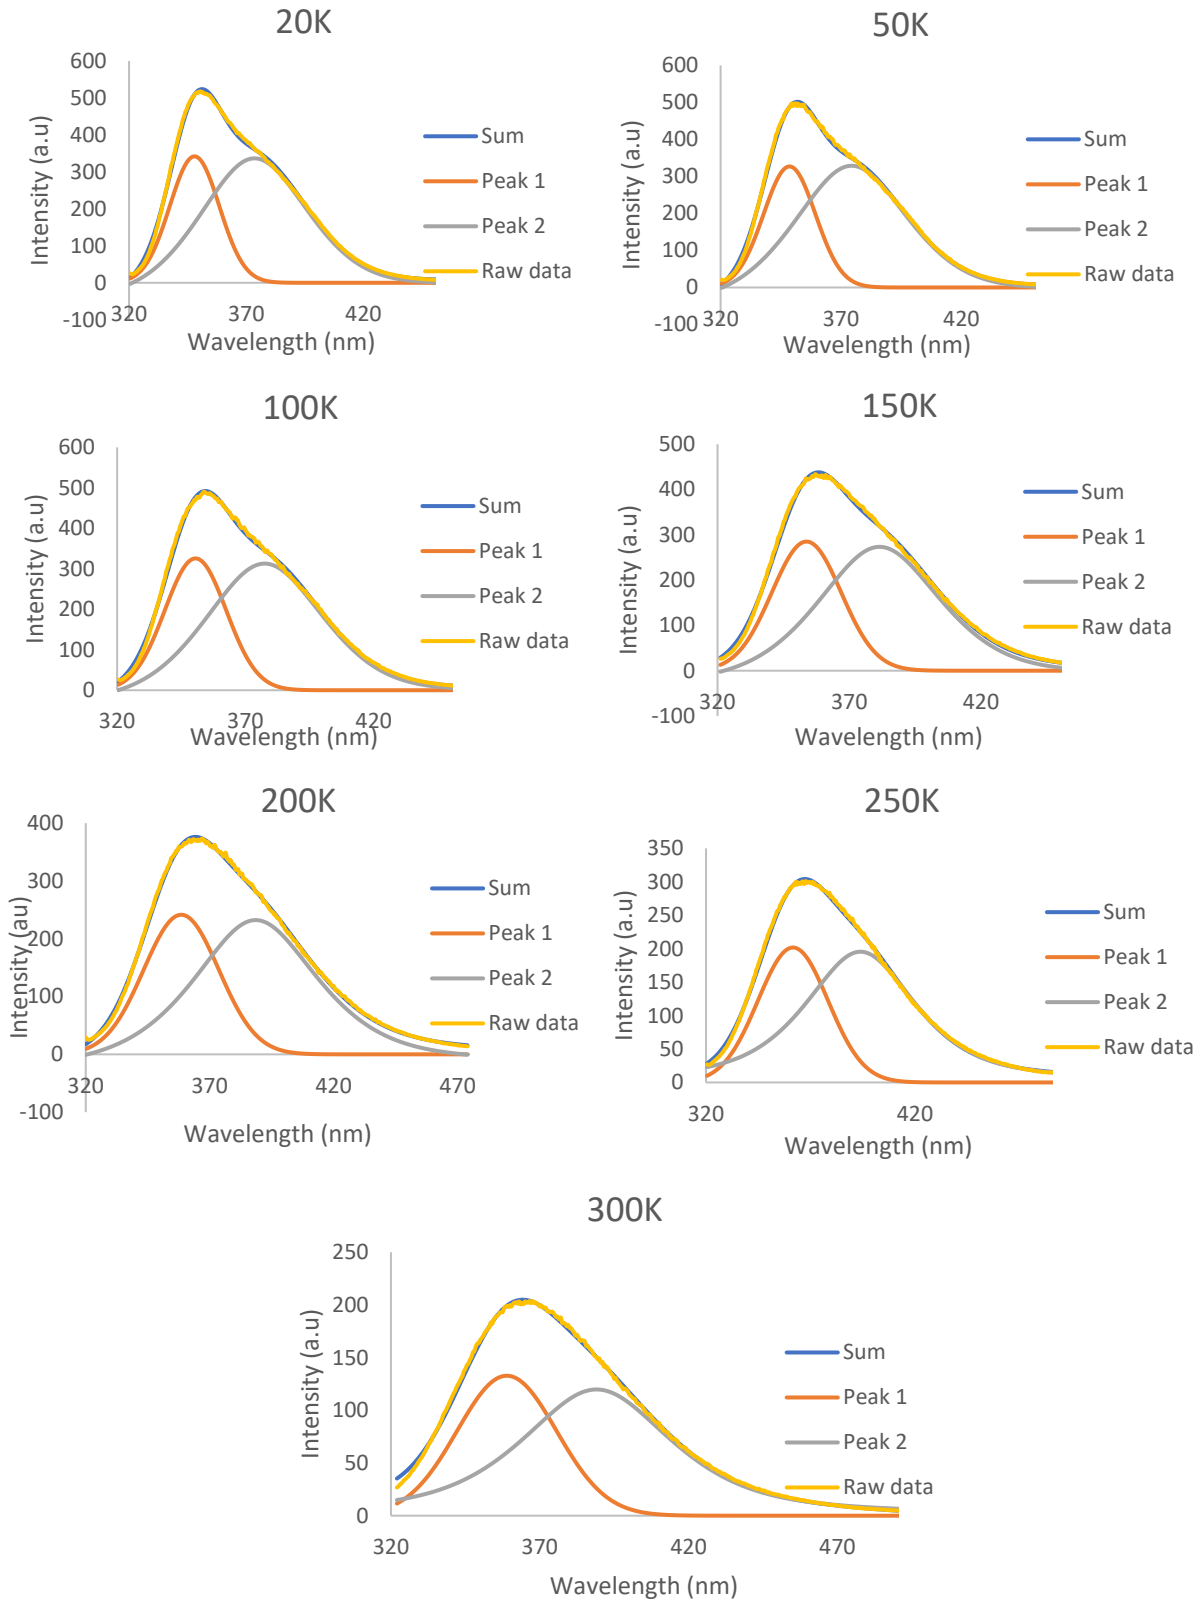 20K
600
500
400
300
200
100
0
-100
320
370
420
Intensity (a.u)
Wavelength (nm)
Sum
Peak 1
Peak 2
Raw data
50K
600
500
400
300
200
100
0
-100
320
370
420
Intensity (a.u)
Wavelength (nm)
Sum
Peak 1
Peak 2
Raw data
100K
600
500
400
300
200
100
0
320
370
420
Intensity (a.u)
Wavelength (nm)
Sum
Peak 1
Peak 2
Raw data
150K
500
400
300
200
100
0
-100
320
370
420
Intensity (a.u)
Wavelength (nm)
Sum
Peak 1
Peak 2
Raw data
200K
400
300
200
100
0
-100
320
370
420
470
Intensity (au)
Wavelength (nm)
Sum
Peak 1
Peak 2
Raw data
250K
350
300
250
200
150
100
50
0
320
420
Intensity (a.u)
Wavelength (nm)
Sum
Peak 1
Peak 2
Raw data
300K
250
200
150
100
50
0
320
370
420
470
Intensity (a.u)
Wavelength (nm)
Sum
Peak 1
Peak 2
Raw data